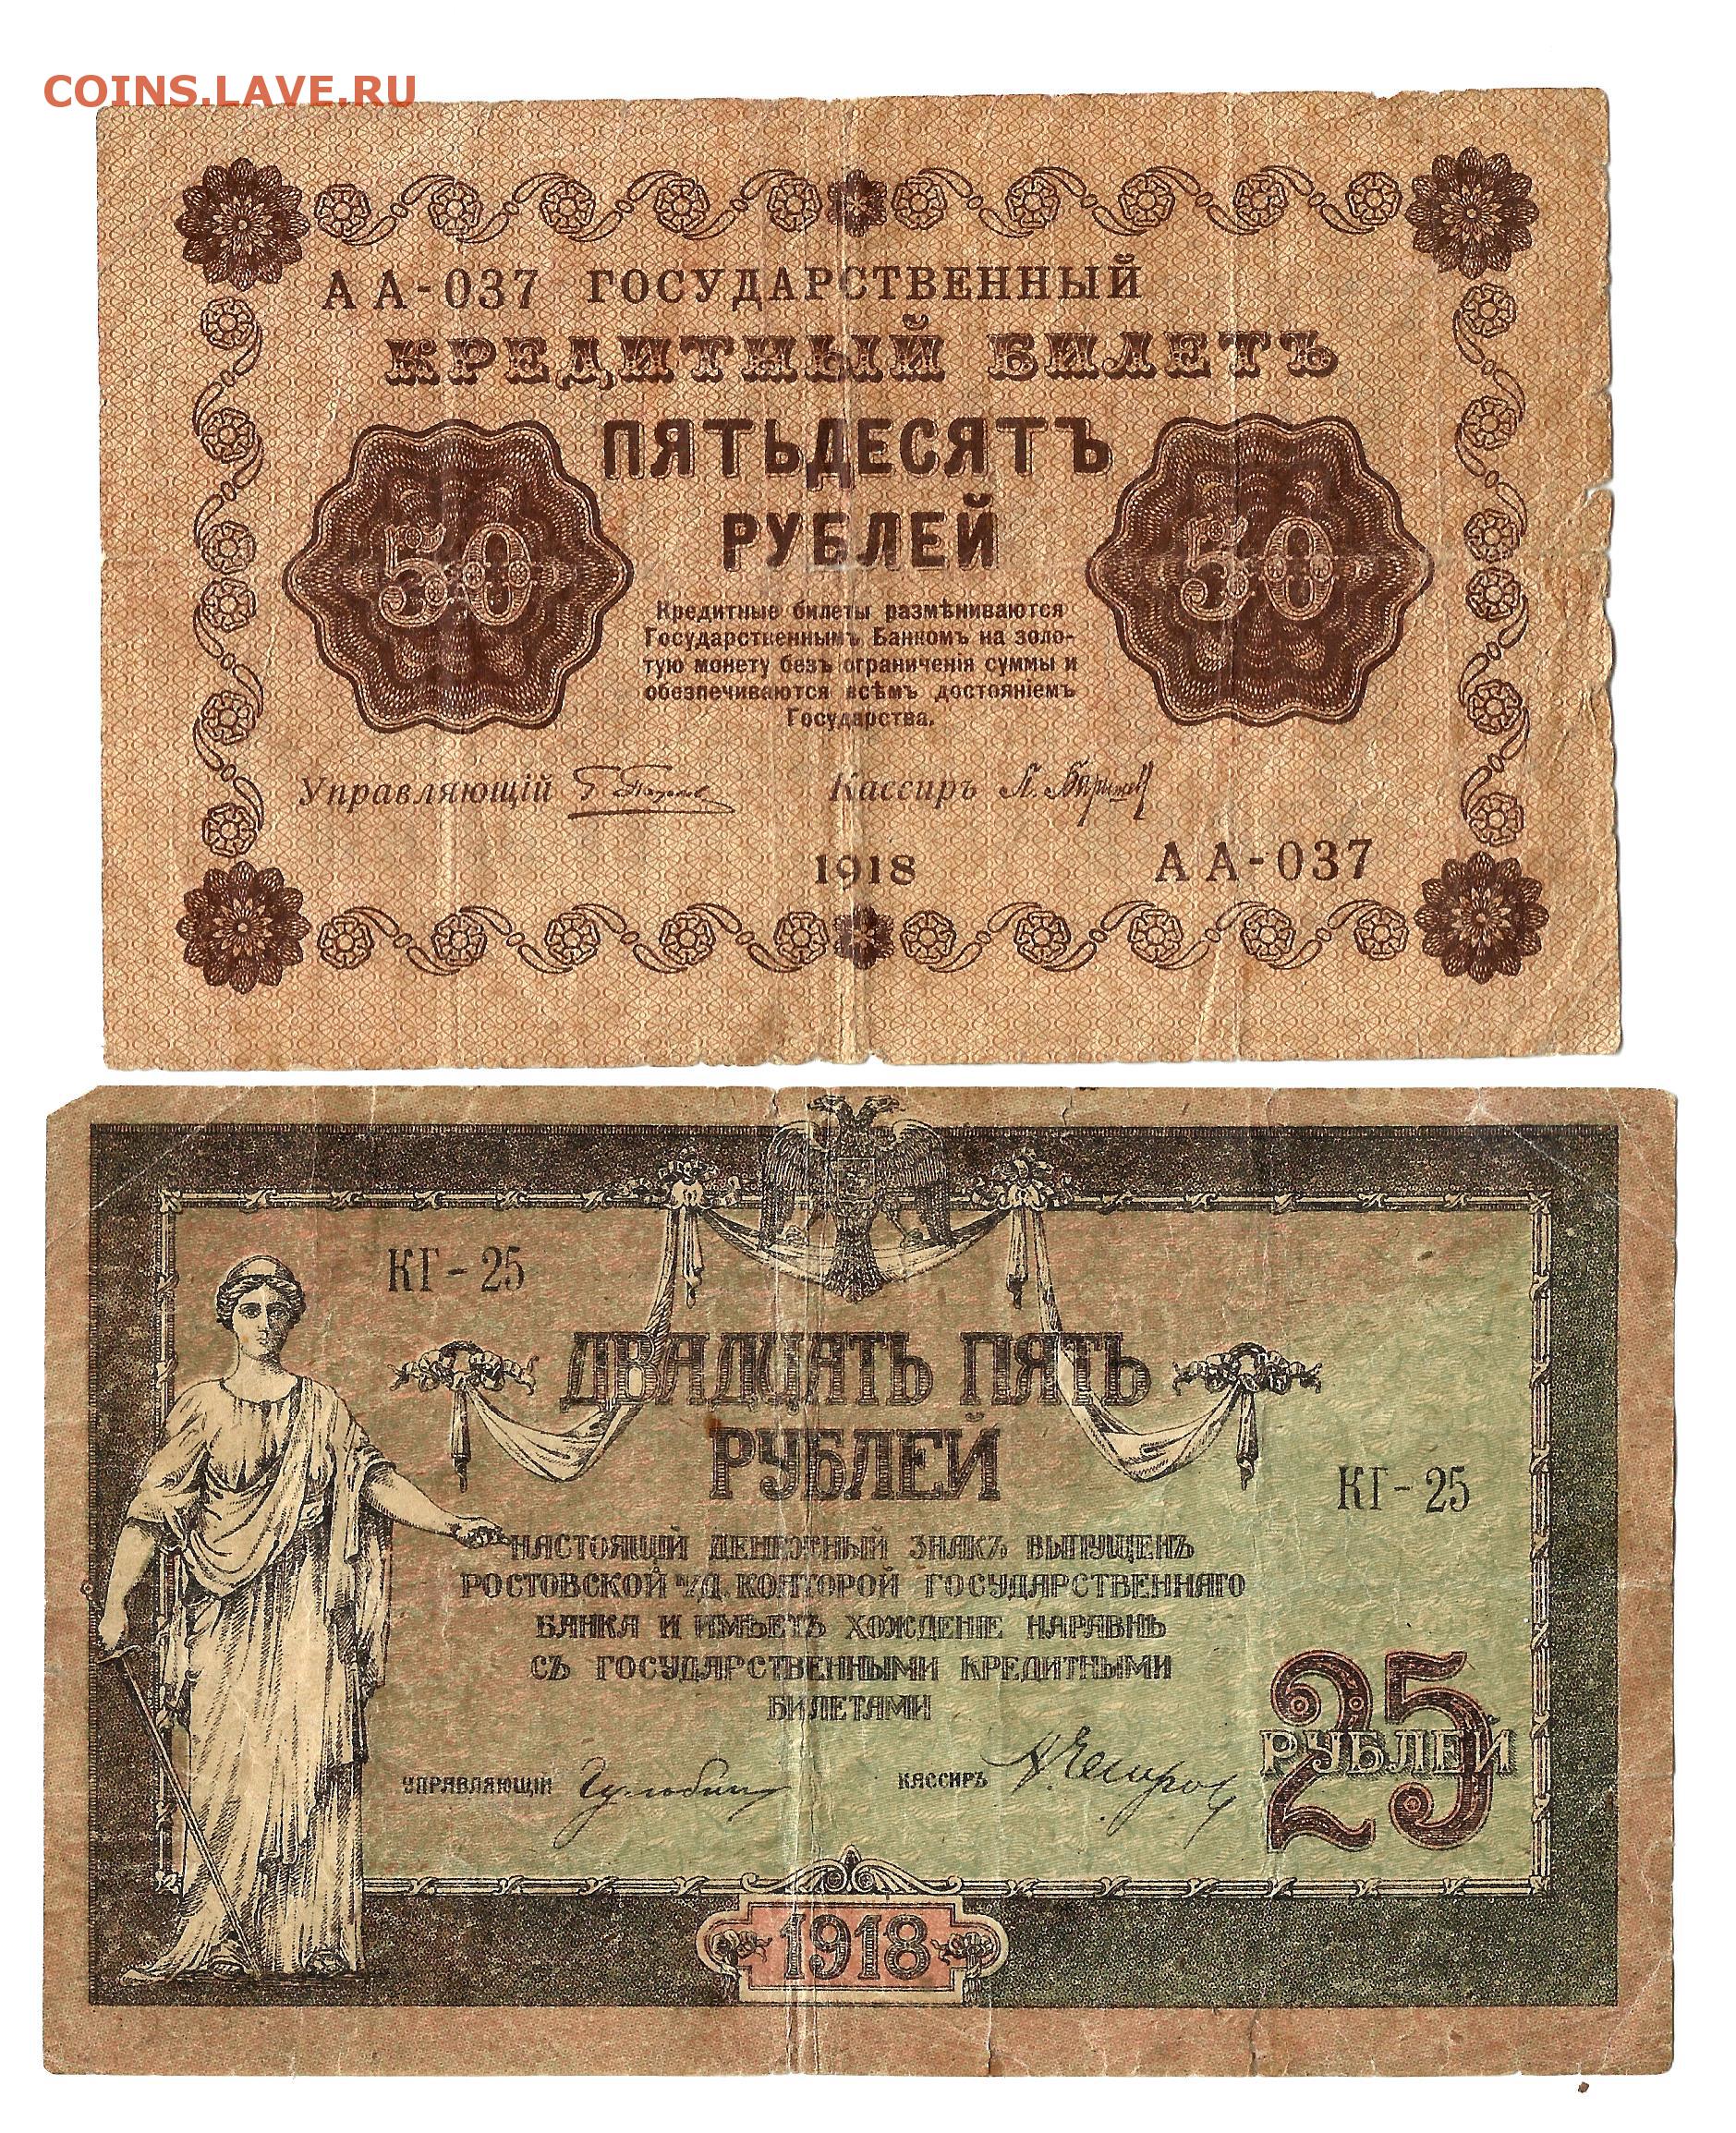 COINS.LAVE.RU
АА-037 ГОСУДАРСТВЕННЫЙ
КРЕДИТНЫЙ БИЛЕТЪ
ПЯТЬДЕСЯТЪ
РУБЛЕЙ
50
50
Кредитные билеты размѣниваются
Государственнымъ Банкомъ на золо-
тую монету безъ ограниченія суммы и
обезпечиваются всѣмъ достояніемъ
Государства.
Управляющій Кассиръ
1918 АА-037
КГ-25
ДВАДЦАТЬ ПЯТЬ
РУБЛЕЙ
КГ-25
НАСТОЯЩІЙ ДЕНЕЖНЫЙ ЗНАКЪ ВЫПУЩЕНЪ
РОСТОВСКОЙ Н/Д. КОНТОРОЙ ГОСУДАРСТВЕННАГО
БАНКА И ИМѢЕТЪ ХОЖДЕНІЕ НАРАВНѢ
СЪ ГОСУДАРСТВЕННЫМИ КРЕДИТНЫМИ
БИЛЕТАМИ
25
РУБЛЕЙ
УПРАВЛЯЮЩІЙ КАССИРЪ
1918